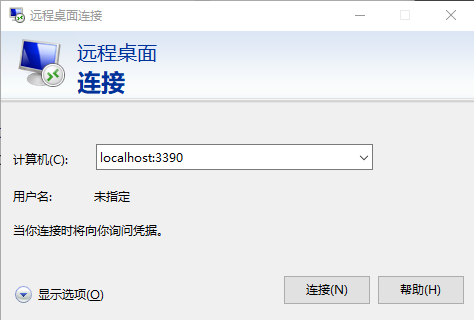 远程桌面连接
远程桌面
连接
计算机(C): localhost:3390
用户名: 未指定
当你连接时将向你询问凭据。
显示选项(O) 连接(N) 帮助(H)